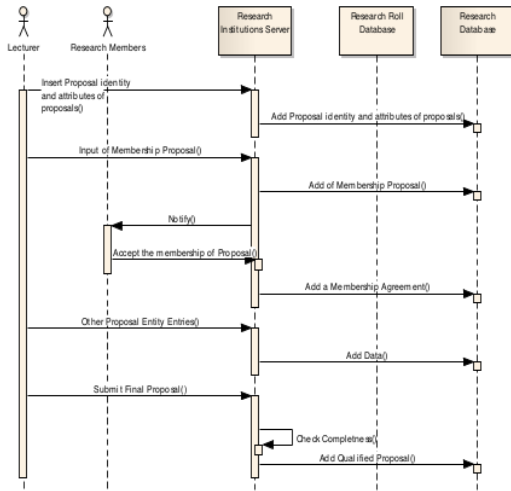 Lecturer
Research Members
Research
Institutions Server
Research Roll
Database
Research
Database
Insert Proposal identity
and attributes of
proposals()
Add Proposal identity and attributes of proposals()
Input of Membership Proposal()
Add of Membership Proposal()
Notify()
Accept the membership of Proposal()
Add a Membership Agreement()
Other Proposal Entity Entries()
Add Data()
Submit Final Proposal()
Check Completness()
Add Qualified Proposal()